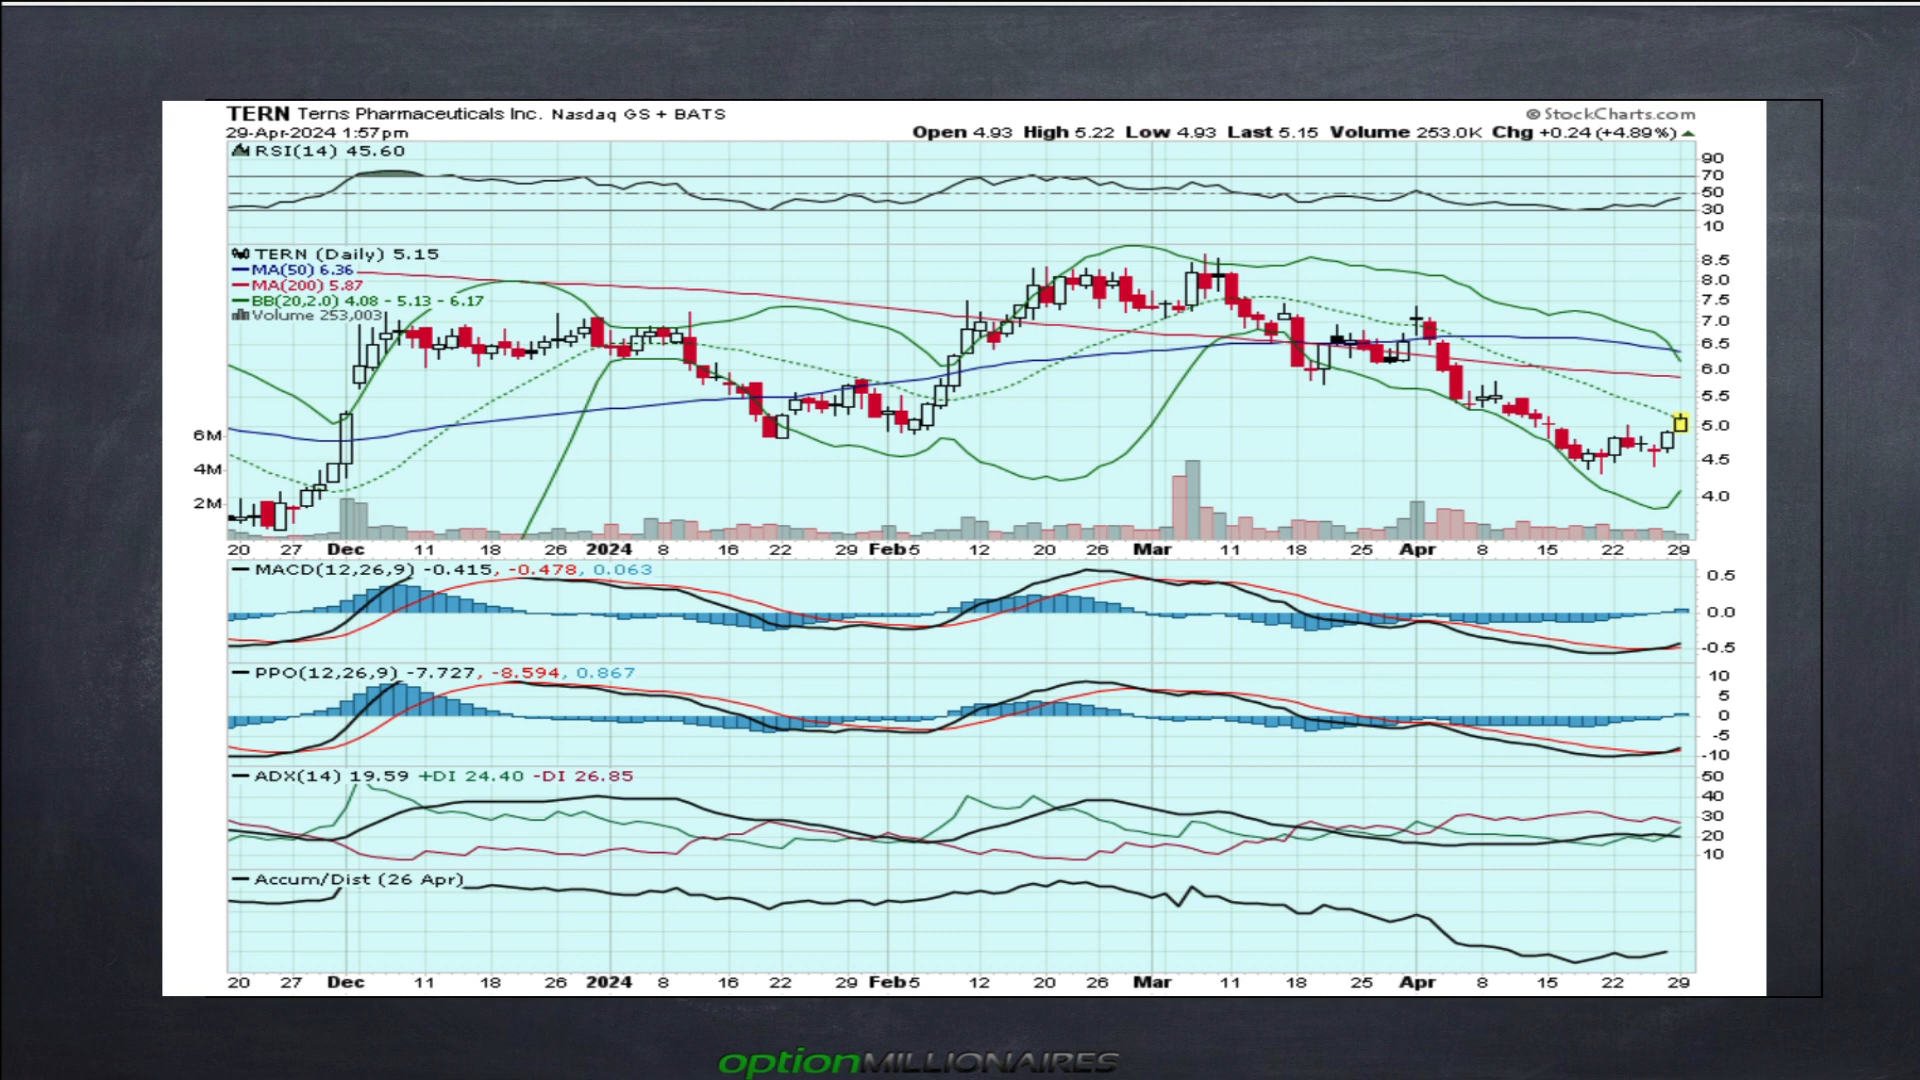 TERN Terns Pharmaceuticals Inc. Nasdaq GS + BATS
© StockCharts.com
29-Apr-2024 1:57pm
Open 4.93 High 5.22 Low 4.93 Last 5.15 Volume 253.0K Chg +0.24 (+4.89%)
RSI(14) 45.60
90
70
50
30
10
TERN (Daily) 5.15
MA(50) 6.36
MA(200) 5.87
BB(20,2.0) 4.08 - 5.13 - 6.17
Volume 253,003
8.5
8.0
7.5
7.0
6.5
6.0
5.5
5.0
4.5
4.0
6M
4M
2M
20 27 Dec 11 18 26 2024 8 16 22 29 Feb 5 12 20 26 Mar 11 18 25 Apr 8 15 22 29
MACD(12,26,9) -0.415, -0.478, 0.063
0.5
0.0
-0.5
PPO(12,26,9) -7.727, -8.594, 0.867
10
5
0
-5
-10
ADX(14) 19.59 +DI 24.40 -DI 26.85
50
40
30
20
10
Accum/Dist (26 Apr)
20 27 Dec 11 18 26 2024 8 16 22 29 Feb 5 12 20 26 Mar 11 18 25 Apr 8 15 22 29
optionMILLIONAIRES